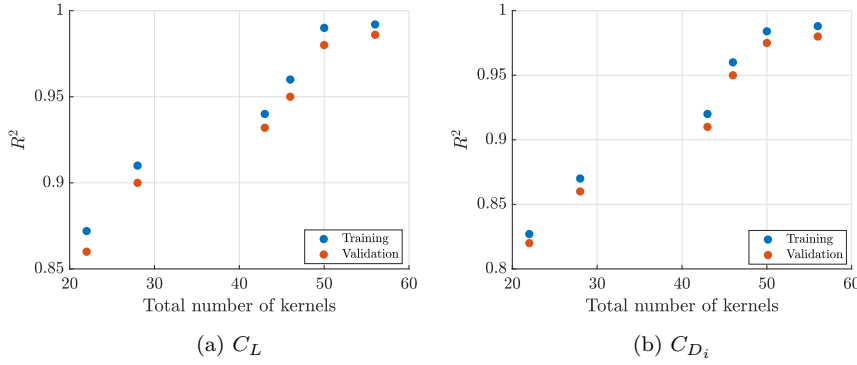 1
0.95
0.9
0.85
R²
20 30 40 50 60
Total number of kernels
Training
Validation
(a) C_L
1
0.95
0.9
0.85
0.8
R²
20 30 40 50 60
Total number of kernels
Training
Validation
(b) C_{D_i}